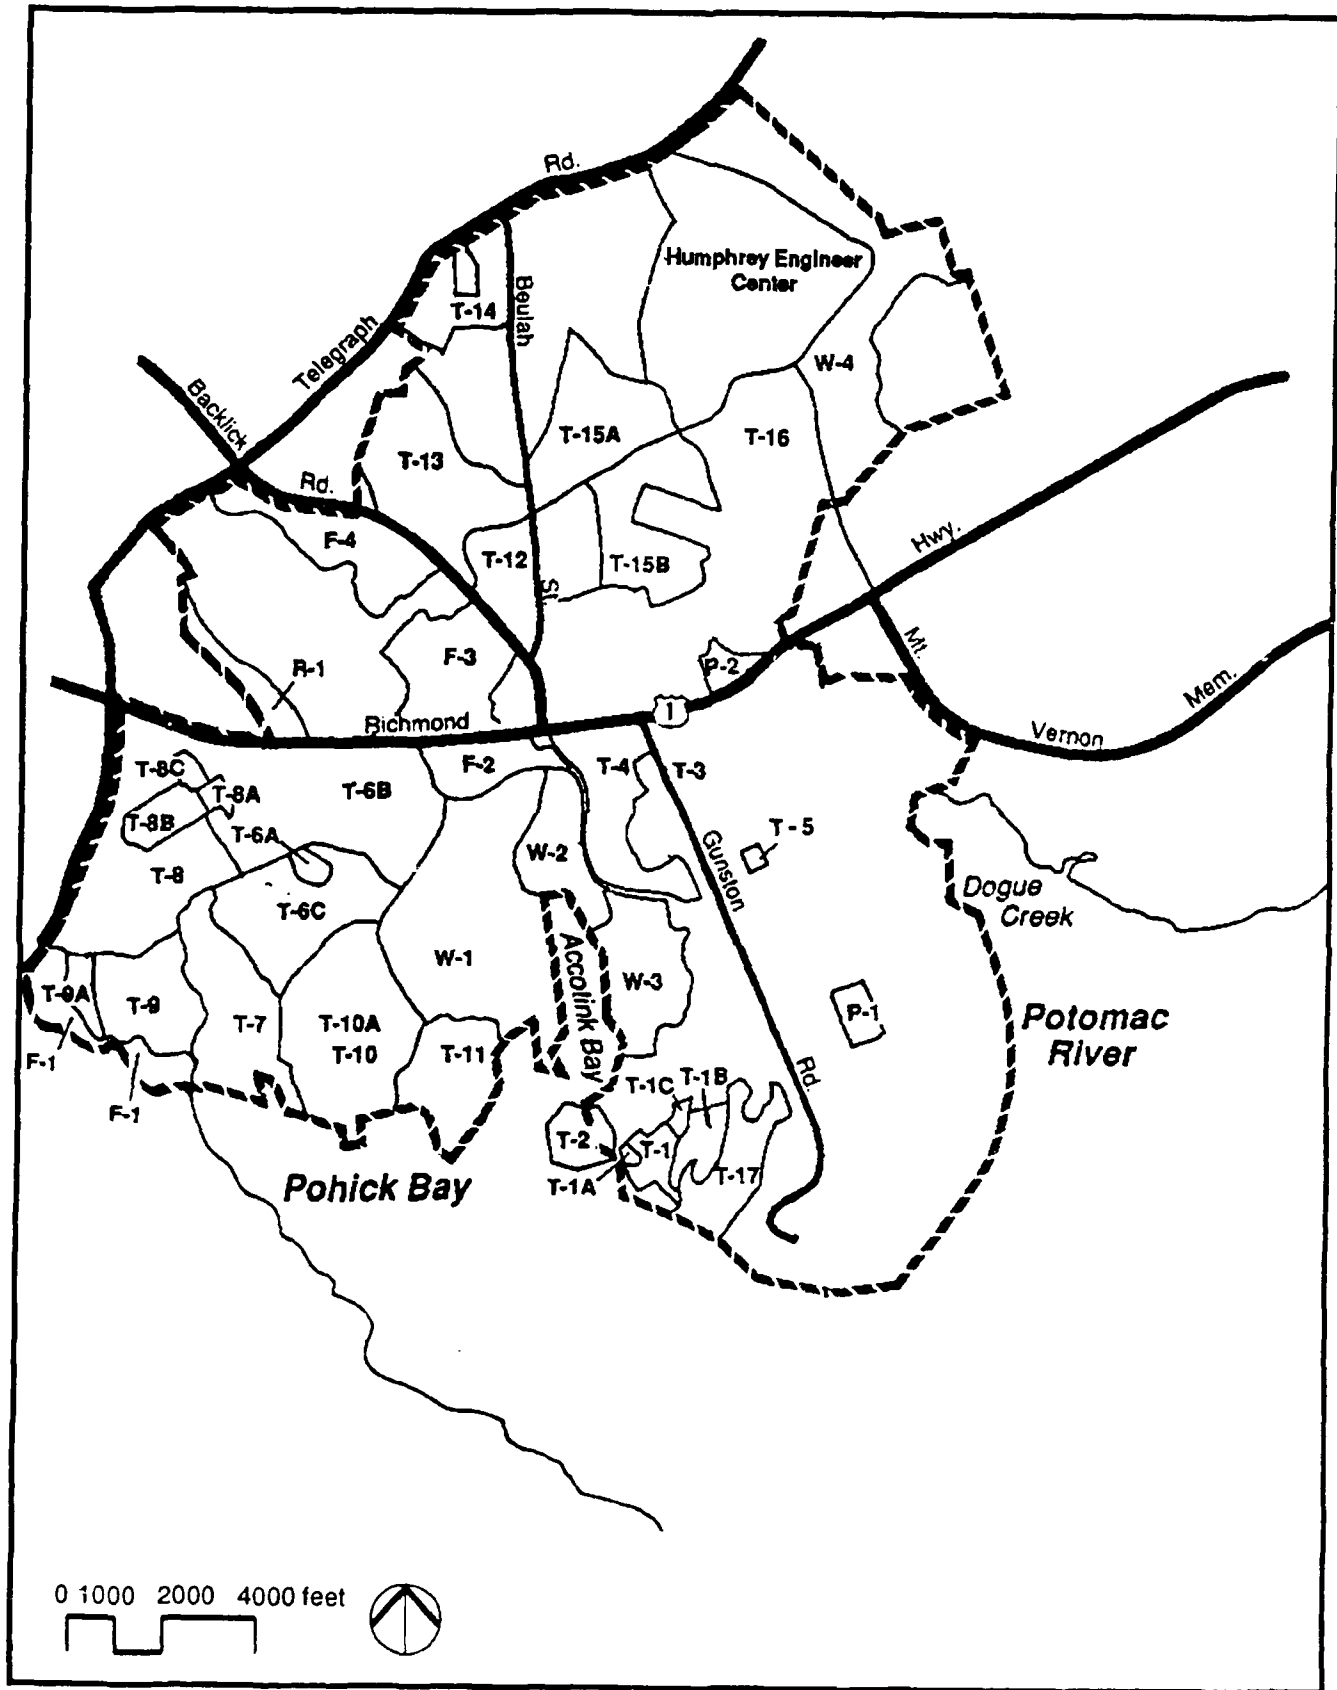 Rd.
Humphrey Engineer
Center
Beulah
T-14
Telegraph
Backlick
W-4
T-15A
T-16
T-13
Rd.
F-4
Hwy.
T-12
T-15B
St.
Mt.
F-3
P-2
R-1
Mem.
1
Richmond
Vernon
F-2
T-4
T-3
T-8C
T-8A
T-6B
T-8B
T-6A
T-5
W-2
Gunston
T-8
T-6C
Dogue
Creek
W-1
Accotink Bay
W-3
T-9A
T-9
T-7
T-10A
T-10
T-11
P-1
Potomac
River
F-1
F-1
T-1C
T-1B
Rd.
T-2
T-1
T-1A
T-17
Pohick Bay
0 1000 2000 4000 feet